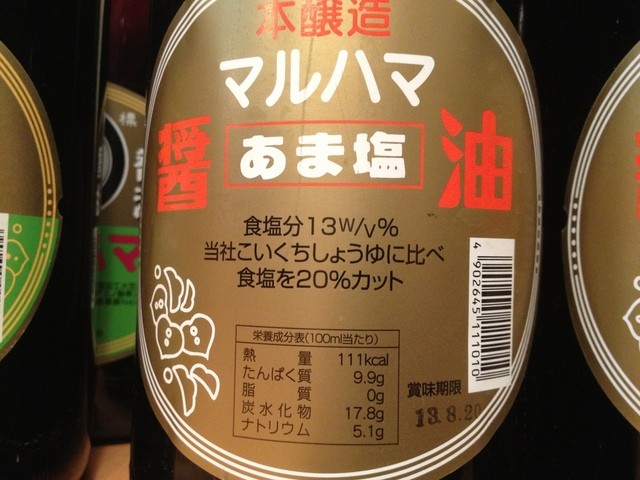 本醸造
マルハマ
醤油
あま塩
食塩分13W/V%
当社こいくちしょうゆに比べ
食塩を20%カット
栄養成分表(100ml当たり)
熱量 111kcal
たんぱく質 9.9g
脂質 0g
炭水化物 17.8g
ナトリウム 5.1g
賞味期限
13.8.20
4 902645 111010